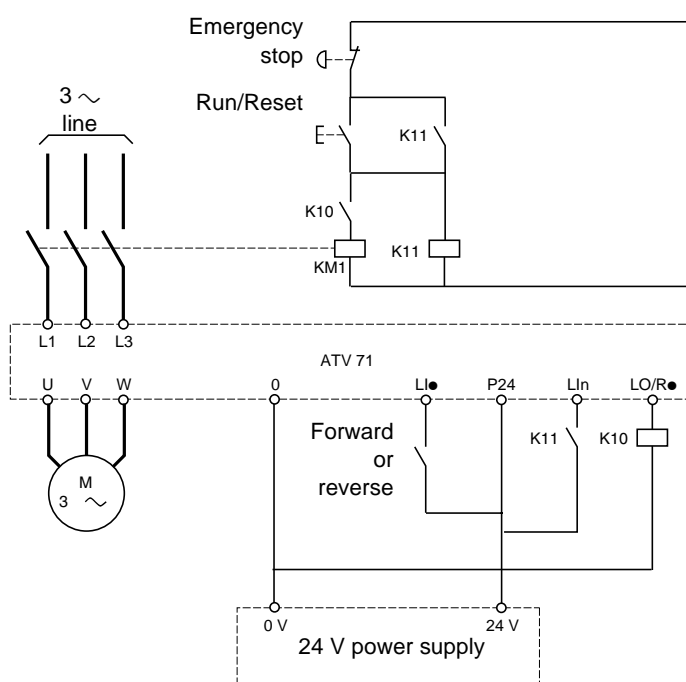 Emergency
stop
3 ~
line
Run/Reset
K11
K10
KM1
K11
L1 L2 L3
ATV 71
U V W 0 LI● P24 LIn LO/R●
Forward
or
reverse
K11
K10
M
3 ~
0 V
24 V
24 V power supply